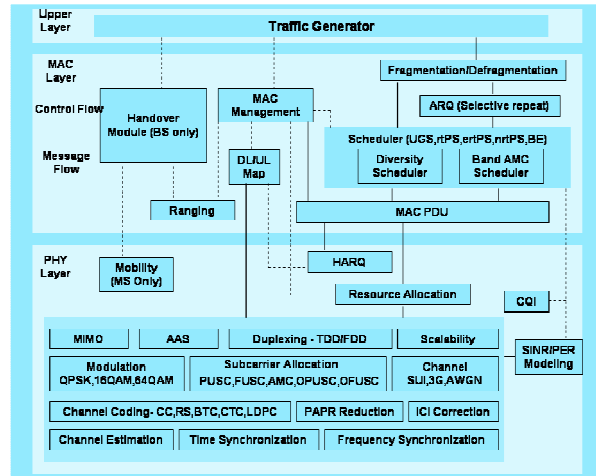 Upper
Layer
Traffic Generator
MAC
Layer
Fragmentation/Defragmentation
Control Flow
Handover
Module (BS only)
MAC
Management
ARQ (Selective repeat)
Message
Flow
Scheduler (UGS,rtPS,ertPS,nrtPS,BE)
DL/UL
Map
Diversity
Scheduler
Band AMC
Scheduler
Ranging
MAC PDU
PHY
Layer
Mobility
(MS Only)
HARQ
Resource Allocation
CQI
MIMO
AAS
Duplexing - TDD/FDD
Scalability
SINR/PER
Modeling
Modulation
QPSK,16QAM,64QAM
Subcarrier Allocation
PUSC,FUSC,AMC,OPUSC,OFUSC
Channel
SUI,3G,AWGN
Channel Coding- CC,RS,BTC,CTC,LDPC
PAPR Reduction
ICI Correction
Channel Estimation
Time Synchronization
Frequency Synchronization